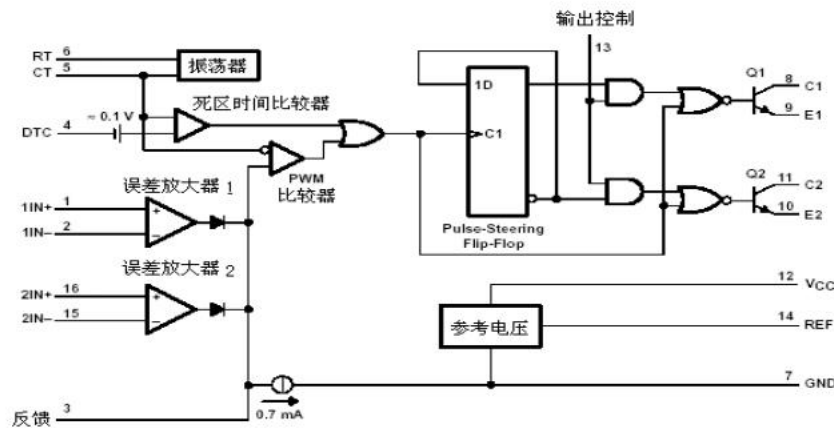 输出控制
13
RT 6
CT 5
振荡器
≈ 0.1 V
死区时间比较器
DTC 4
PWM
比较器
1D
C1
Pulse-Steering
Flip-Flop
Q1
8 C1
9 E1
Q2
11 C2
10 E2
误差放大器 1
1IN+ 1
+
1IN– 2
–
误差放大器 2
2IN+ 16
+
2IN– 15
–
12 VCC
参考电压
14 REF
7 GND
0.7 mA
反馈 3